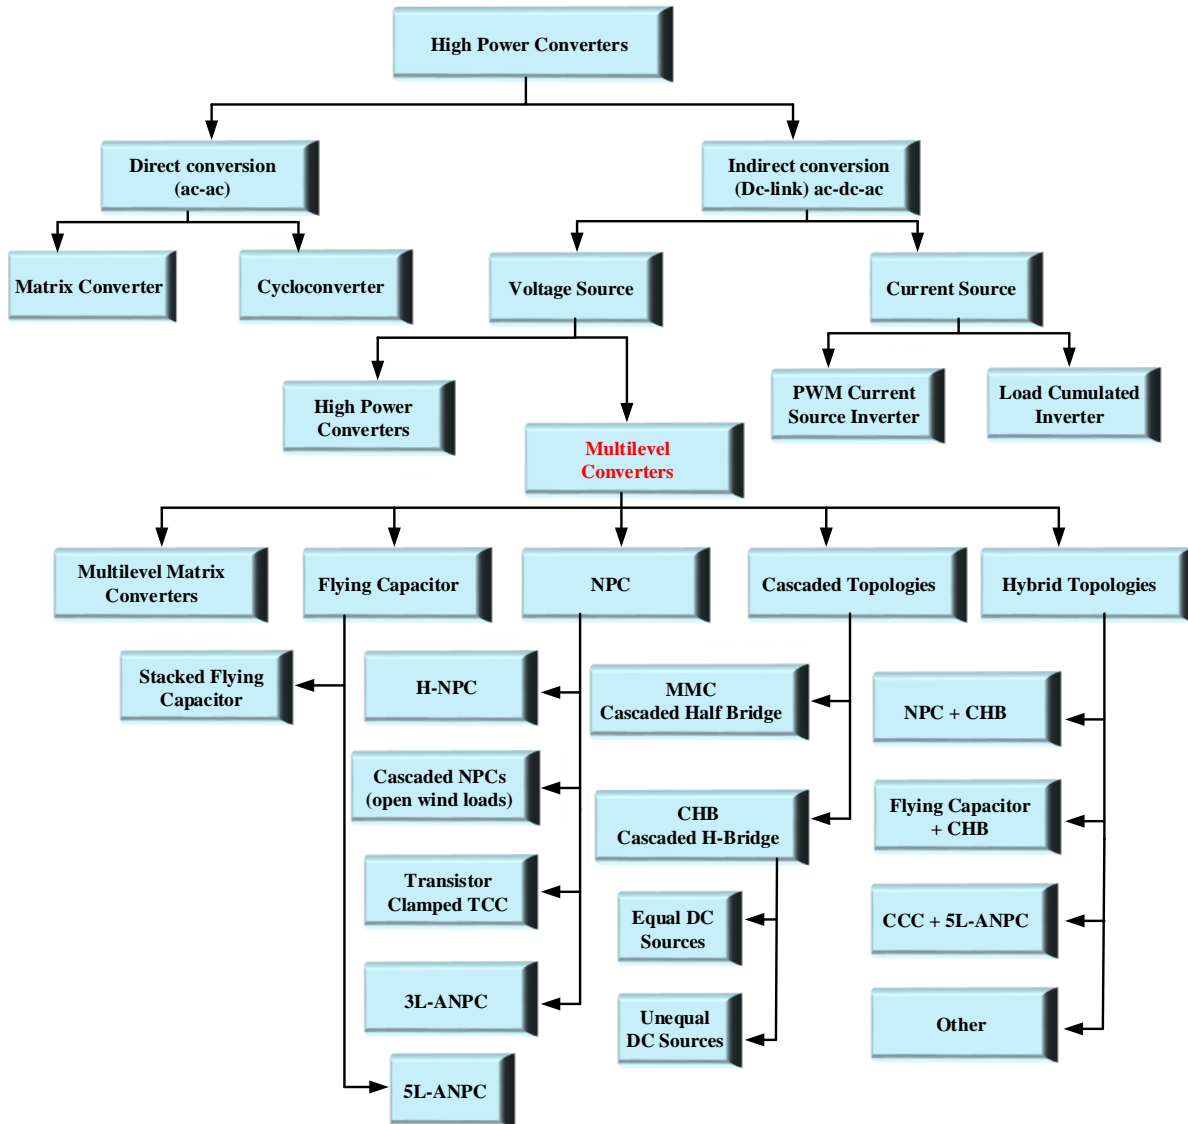 High Power Converters
Direct conversion
(ac-ac)
Indirect conversion
(Dc-link) ac-dc-ac
Matrix Converter
Cycloconverter
Voltage Source
Current Source
High Power
Converters
PWM Current
Source Inverter
Load Cumulated
Inverter
Multilevel
Converters
Multilevel Matrix
Converters
Flying Capacitor
NPC
Cascaded Topologies
Hybrid Topologies
Stacked Flying
Capacitor
H-NPC
MMC
Cascaded Half Bridge
NPC + CHB
Cascaded NPCs
(open wind loads)
CHB
Cascaded H-Bridge
Flying Capacitor
+ CHB
Transistor
Clamped TCC
Equal DC
Sources
CCC + 5L-ANPC
3L-ANPC
Unequal
DC Sources
Other
5L-ANPC